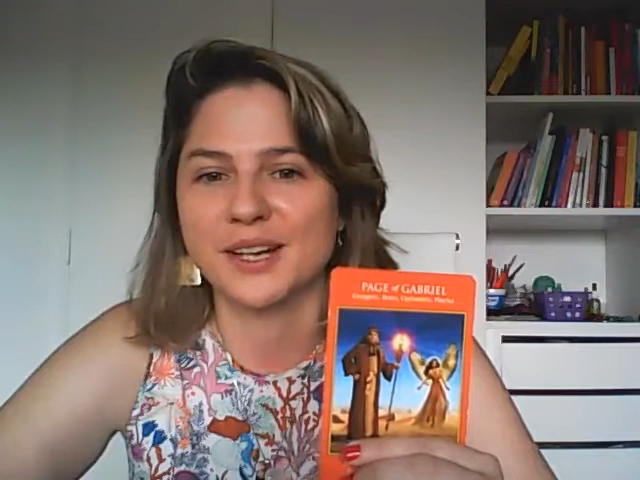 PAGE of GABRIEL
Energetic, Brave, Optimistic, Playful